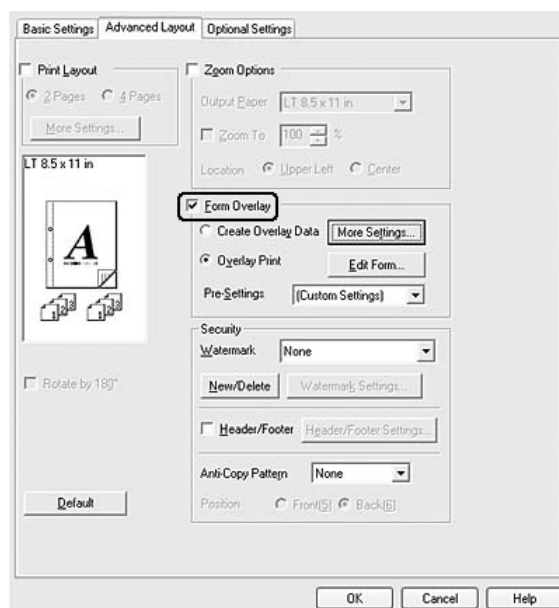 Basic Settings Advanced Layout Optional Settings
Print Layout
2 Pages 4 Pages
More Settings...
LT 8.5 x 11 in
A
Rotate by 180°
Default
Zoom Options
Output Paper LT 8.5 x 11 in
Zoom To 100 %
Location Upper Left Center
Form Overlay
Create Overlay Data More Settings...
Overlay Print Edit Form...
Pre-Settings (Custom Settings)
Security
Watermark None
New/Delete Watermark Settings...
Header/Footer Header/Footer Settings...
Anti-Copy Pattern None
Position Front(5) Back(6)
OK Cancel Help